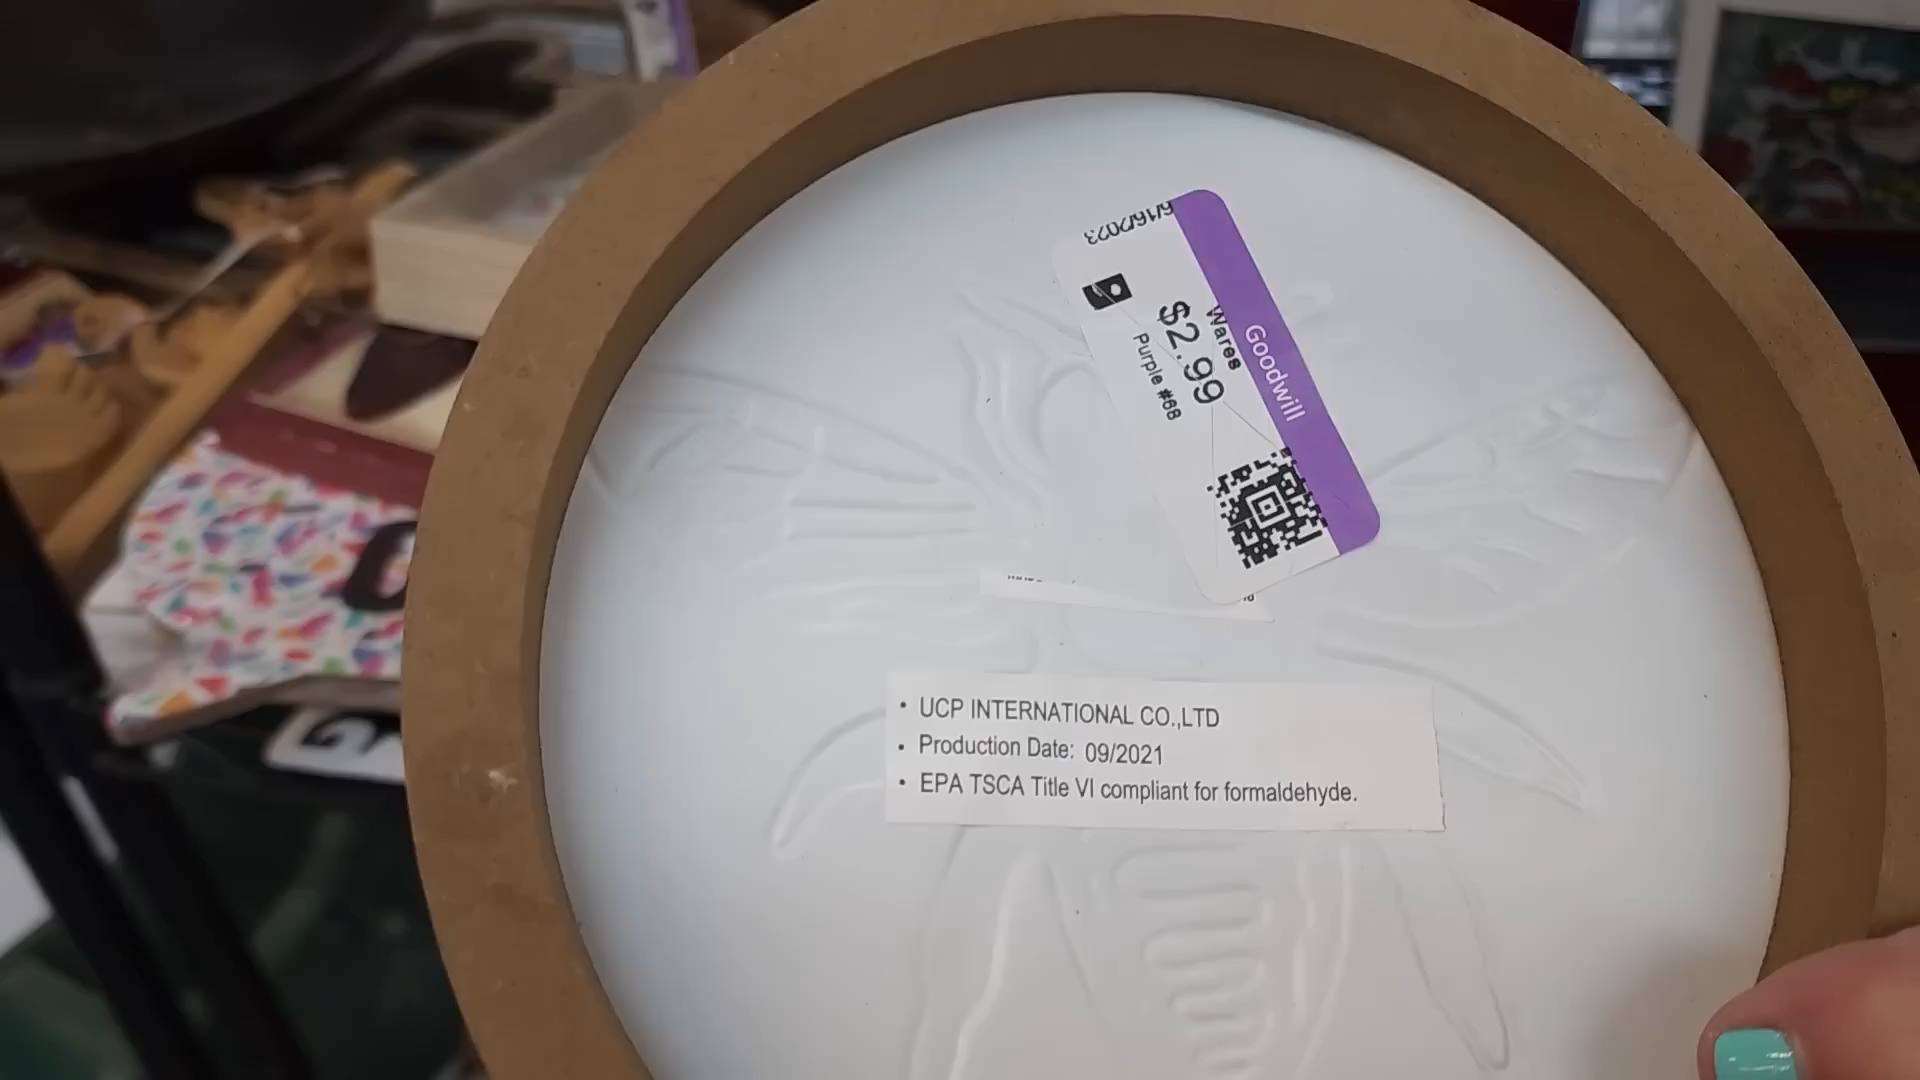 6/16/2023
Goodwill
Wares
$2.99
Purple #68
• UCP INTERNATIONAL CO.,LTD
• Production Date: 09/2021
• EPA TSCA Title VI compliant for formaldehyde.